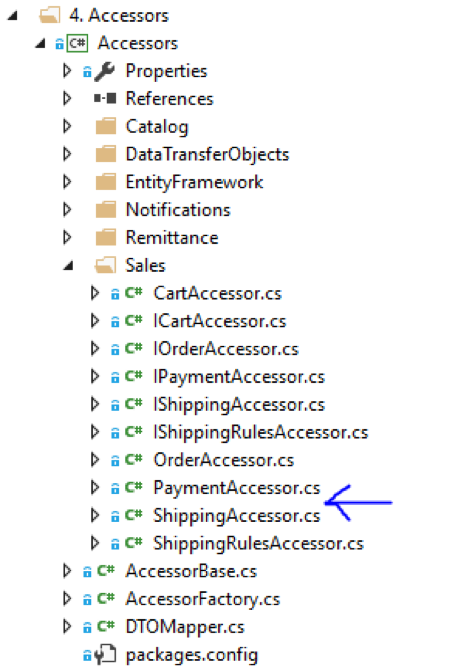 4. Accessors
C# Accessors
Properties
References
Catalog
DataTransferObjects
EntityFramework
Notifications
Remittance
Sales
C# CartAccessor.cs
C# ICartAccessor.cs
C# IOrderAccessor.cs
C# IPaymentAccessor.cs
C# IShippingAccessor.cs
C# IShippingRulesAccessor.cs
C# OrderAccessor.cs
C# PaymentAccessor.cs
C# ShippingAccessor.cs
C# ShippingRulesAccessor.cs
C# AccessorBase.cs
C# AccessorFactory.cs
C# DTOMapper.cs
packages.config